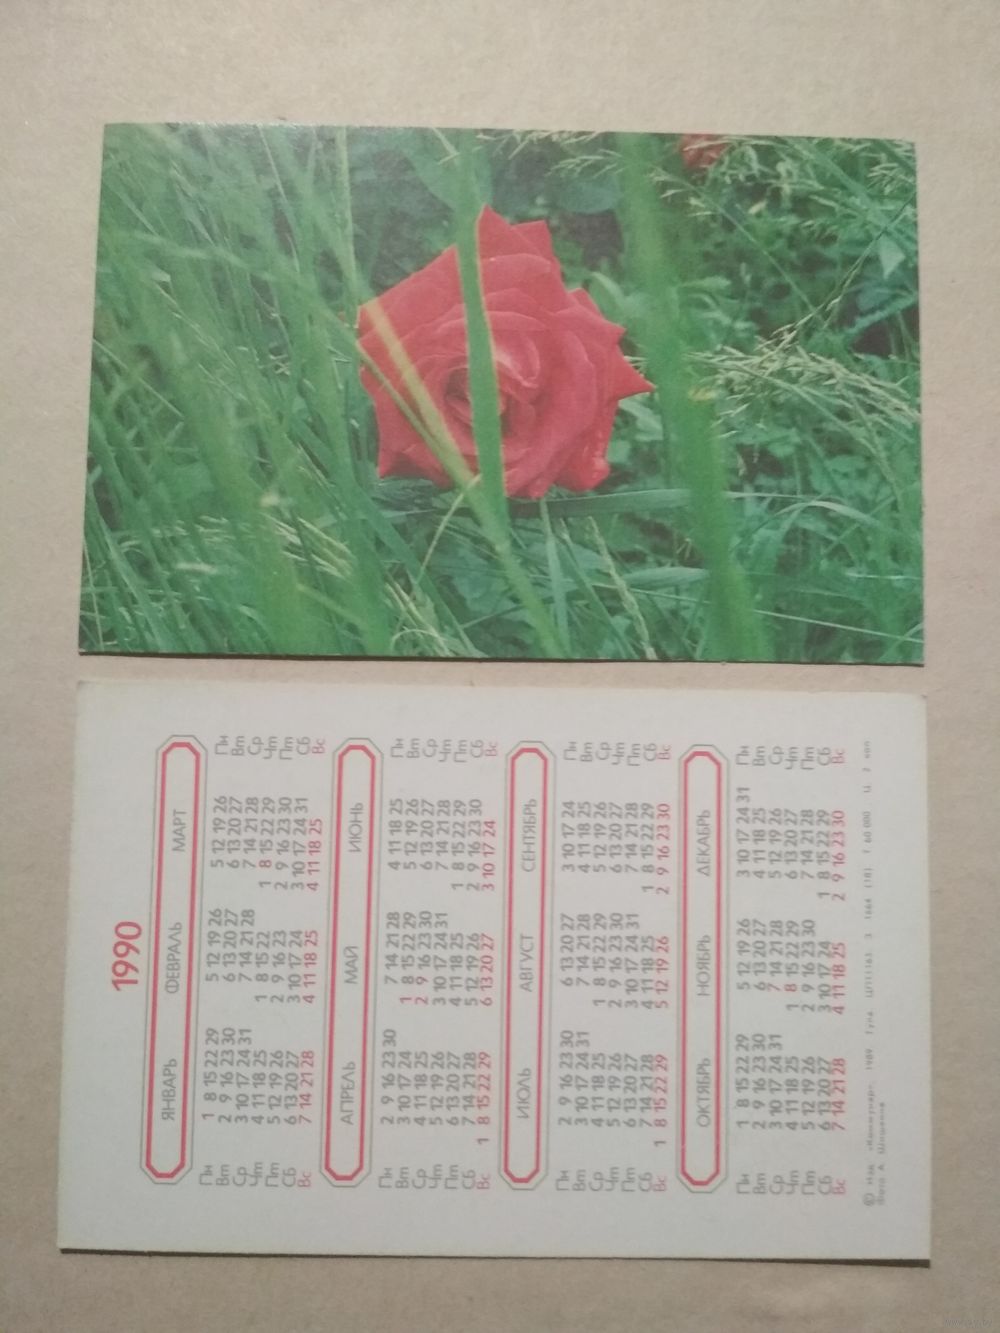 1990
ЯНВАРЬ ФЕВРАЛЬ МАРТ
Пн 1 8 15 22 29 5 12 19 26 5 12 19 26 Пн
Вт 2 9 16 23 30 6 13 20 27 6 13 20 27 Вт
Ср 3 10 17 24 31 7 14 21 28 7 14 21 28 Ср
Чт 4 11 18 25 1 8 15 22 1 8 15 22 29 Чт
Пт 5 12 19 26 2 9 16 23 2 9 16 23 30 Пт
Сб 6 13 20 27 3 10 17 24 3 10 17 24 31 Сб
Вс 7 14 21 28 4 11 18 25 4 11 18 25 Вс
АПРЕЛЬ МАЙ ИЮНЬ
Пн 2 9 16 23 30 7 14 21 28 4 11 18 25 Пн
Вт 3 10 17 24 1 8 15 22 29 5 12 19 26 Вт
Ср 4 11 18 25 2 9 16 23 30 6 13 20 27 Ср
Чт 5 12 19 26 3 10 17 24 31 7 14 21 28 Чт
Пт 6 13 20 27 4 11 18 25 1 8 15 22 29 Пт
Сб 7 14 21 28 5 12 19 26 2 9 16 23 30 Сб
Вс 1 8 15 22 29 6 13 20 27 3 10 17 24 Вс
ИЮЛЬ АВГУСТ СЕНТЯБРЬ
Пн 2 9 16 23 30 6 13 20 27 3 10 17 24 Пн
Вт 3 10 17 24 31 7 14 21 28 4 11 18 25 Вт
Ср 4 11 18 25 1 8 15 22 29 5 12 19 26 Ср
Чт 5 12 19 26 2 9 16 23 30 6 13 20 27 Чт
Пт 6 13 20 27 3 10 17 24 31 7 14 21 28 Пт
Сб 7 14 21 28 4 11 18 25 1 8 15 22 29 Сб
Вс 1 8 15 22 29 5 12 19 26 2 9 16 23 30 Вс
ОКТЯБРЬ НОЯБРЬ ДЕКАБРЬ
Пн 1 8 15 22 29 5 12 19 26 3 10 17 24 31 Пн
Вт 2 9 16 23 30 6 13 20 27 4 11 18 25 Вт
Ср 3 10 17 24 31 7 14 21 28 5 12 19 26 Ср
Чт 4 11 18 25 1 8 15 22 29 6 13 20 27 Чт
Пт 5 12 19 26 2 9 16 23 30 7 14 21 28 Пт
Сб 6 13 20 27 3 10 17 24 1 8 15 22 29 Сб
Вс 7 14 21 28 4 11 18 25 2 9 16 23 30 Вс
© Изд. «Коммунар» 1989 Тула ЦП11163 З 1664 (18) Т 60 000 Ц 2 коп
Фото А.